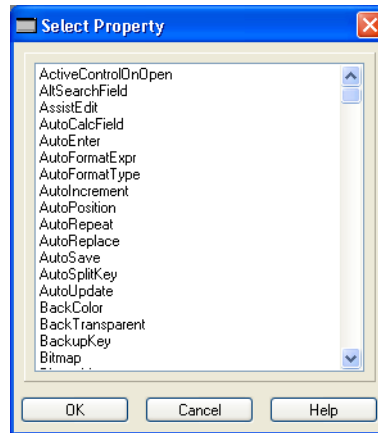 Select Property
ActiveControlOnOpen
AltSearchField
AssistEdit
AutoCalcField
AutoEnter
AutoFormatExpr
AutoFormatType
AutoIncrement
AutoPosition
AutoRepeat
AutoReplace
AutoSave
AutoSplitKey
AutoUpdate
BackColor
BackTransparent
BackupKey
Bitmap
OK Cancel Help